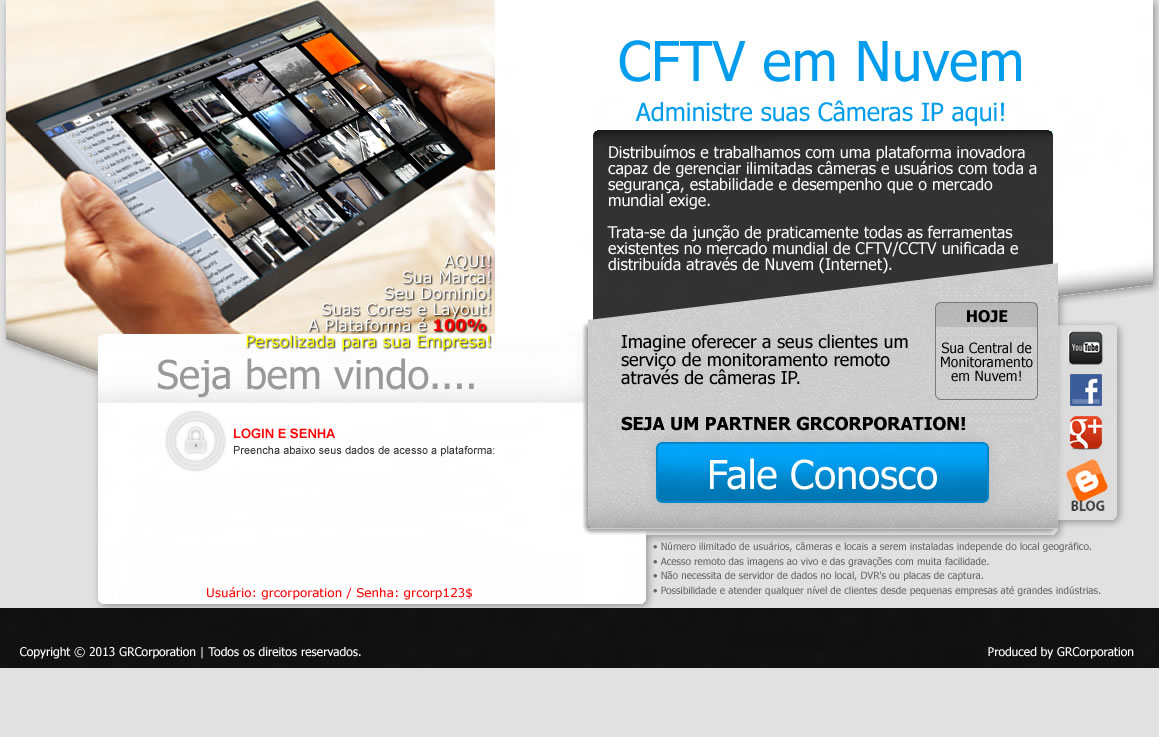 CFTV em Nuvem
Administre suas Câmeras IP aqui!
Distribuímos e trabalhamos com uma plataforma inovadora
capaz de gerenciar ilimitadas câmeras e usuários com toda a
segurança, estabilidade e desempenho que o mercado
mundial exige.
Trata-se da junção de praticamente todas as ferramentas
existentes no mercado mundial de CFTV/CCTV unificada e
distribuída através de Nuvem (Internet).
AQUI!
Sua Marca!
Seu Dominio!
Suas Cores e Layout!
A Plataforma é 100%
Persolizada para sua Empresa!
Seja bem vindo....
LOGIN E SENHA
Preencha abaixo seus dados de acesso a plataforma:
Usuário: grcorporation / Senha: grcorp123$
Imagine oferecer a seus clientes um
serviço de monitoramento remoto
através de câmeras IP.
HOJE
Sua Central de
Monitoramento
em Nuvem!
SEJA UM PARTNER GRCORPORATION!
Fale Conosco
You Tube
f
g+
BLOG
• Número ilimitado de usuários, câmeras e locais a serem instaladas independe do local geográfico.
• Acesso remoto das imagens ao vivo e das gravações com muita facilidade.
• Não necessita de servidor de dados no local, DVR's ou placas de captura.
• Possibilidade e atender qualquer nível de clientes desde pequenas empresas até grandes indústrias.
Copyright © 2013 GRCorporation | Todos os direitos reservados.
Produced by GRCorporation